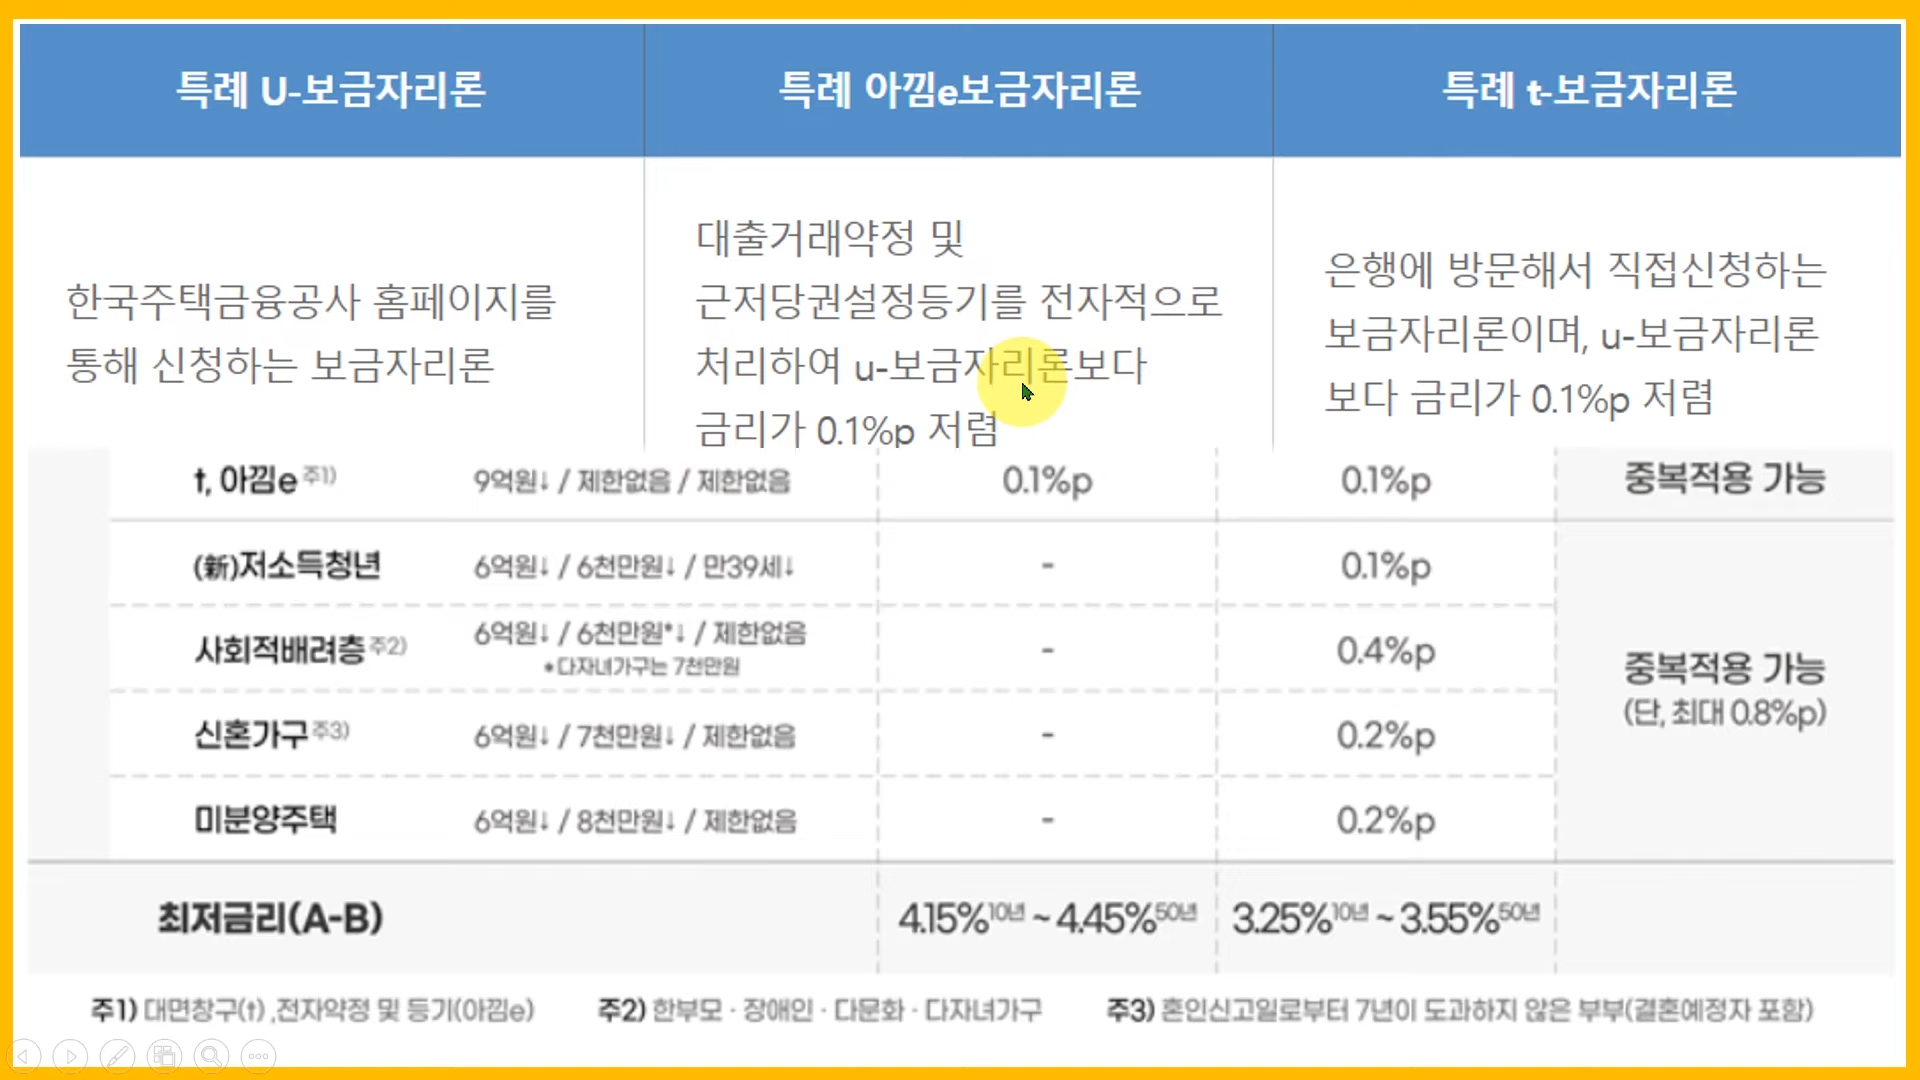 특례 U-보금자리론
특례 아낌e보금자리론
특례 t-보금자리론
한국주택금융공사 홈페이지를
통해 신청하는 보금자리론
대출거래약정 및
근저당권설정등기를 전자적으로
처리하여 u-보금자리론보다
금리가 0.1%p 저렴
은행에 방문해서 직접신청하는
보금자리론이며, u-보금자리론
보다 금리가 0.1%p 저렴
t, 아낌e 주1) 9억원↓ / 제한없음 / 제한없음 0.1%p 0.1%p 중복적용 가능
(新)저소득청년 6억원↓ / 6천만원↓ / 만39세↓ - 0.1%p
사회적배려층 주2) 6억원↓ / 6천만원*↓ / 제한없음 - 0.4%p
*다자녀가구는 7천만원
중복적용 가능
(단, 최대 0.8%p)
신혼가구 주3) 6억원↓ / 7천만원↓ / 제한없음 - 0.2%p
미분양주택 6억원↓ / 8천만원↓ / 제한없음 - 0.2%p
최저금리(A-B) 4.15%10년 ~ 4.45%50년 3.25%10년 ~ 3.55%50년
주1) 대면창구(t) ,전자약정 및 등기(아낌e) 주2) 한부모 · 장애인 · 다문화 · 다자녀가구 주3) 혼인신고일로부터 7년이 도과하지 않은 부부(결혼예정자 포함)